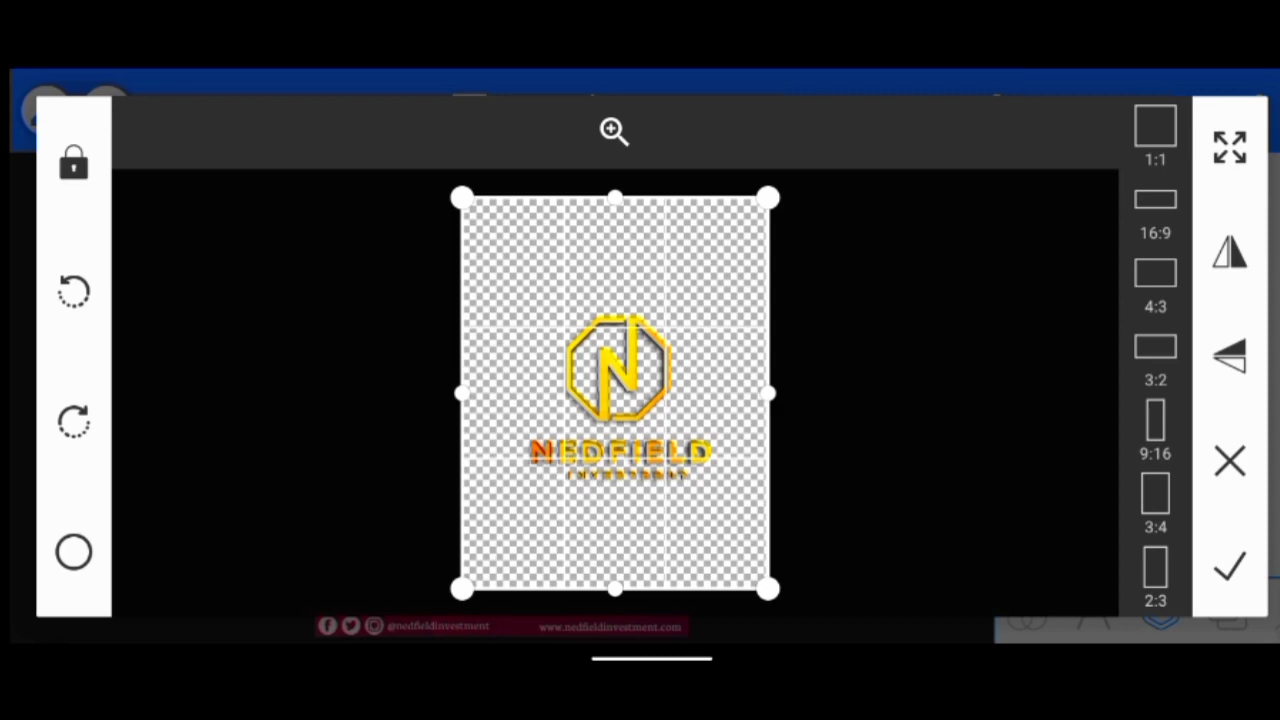 1:1
16:9
4:3
3:2
9:16
3:4
2:3
N
NEDFIELD
INVESTMENT
@nedfieldinvestment
www.nedfieldinvestment.com